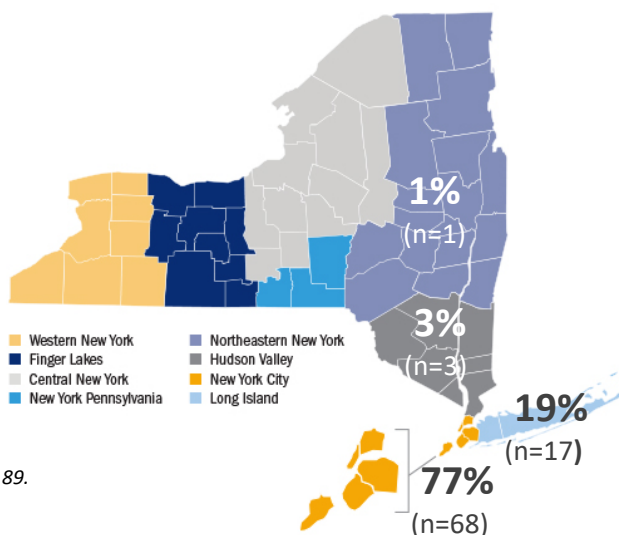 1%
(n=1)
3%
(n=3)
Western New York
Finger Lakes
Central New York
New York Pennsylvania
Northeastern New York
Hudson Valley
New York City
Long Island
19%
(n=17)
77%
(n=68)
89.